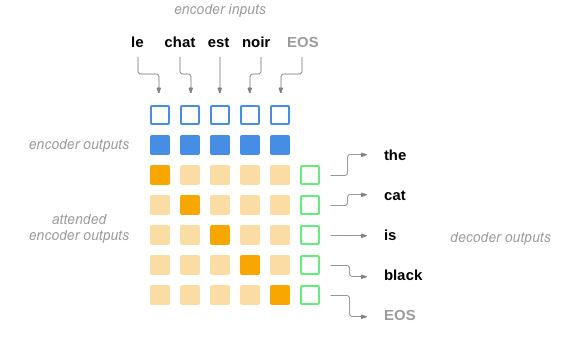 encoder inputs
le chat est noir EOS
encoder outputs
the
cat
attended
encoder outputs
is
decoder outputs
black
EOS